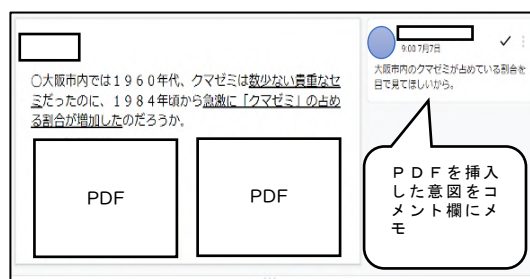 〇大阪市内では１９６０年代、クマゼミは数少ない貴重なセ
ミだったのに、１９８４年頃から急激に「クマゼミ」の占め
る割合が増加したのだろうか。
PDF
PDF
9:00 7月7日
大阪市内のクマゼミが占めている割合を
目で見てほしいから。
ＰＤＦを挿入
した意図をコ
メント欄にメ
モ